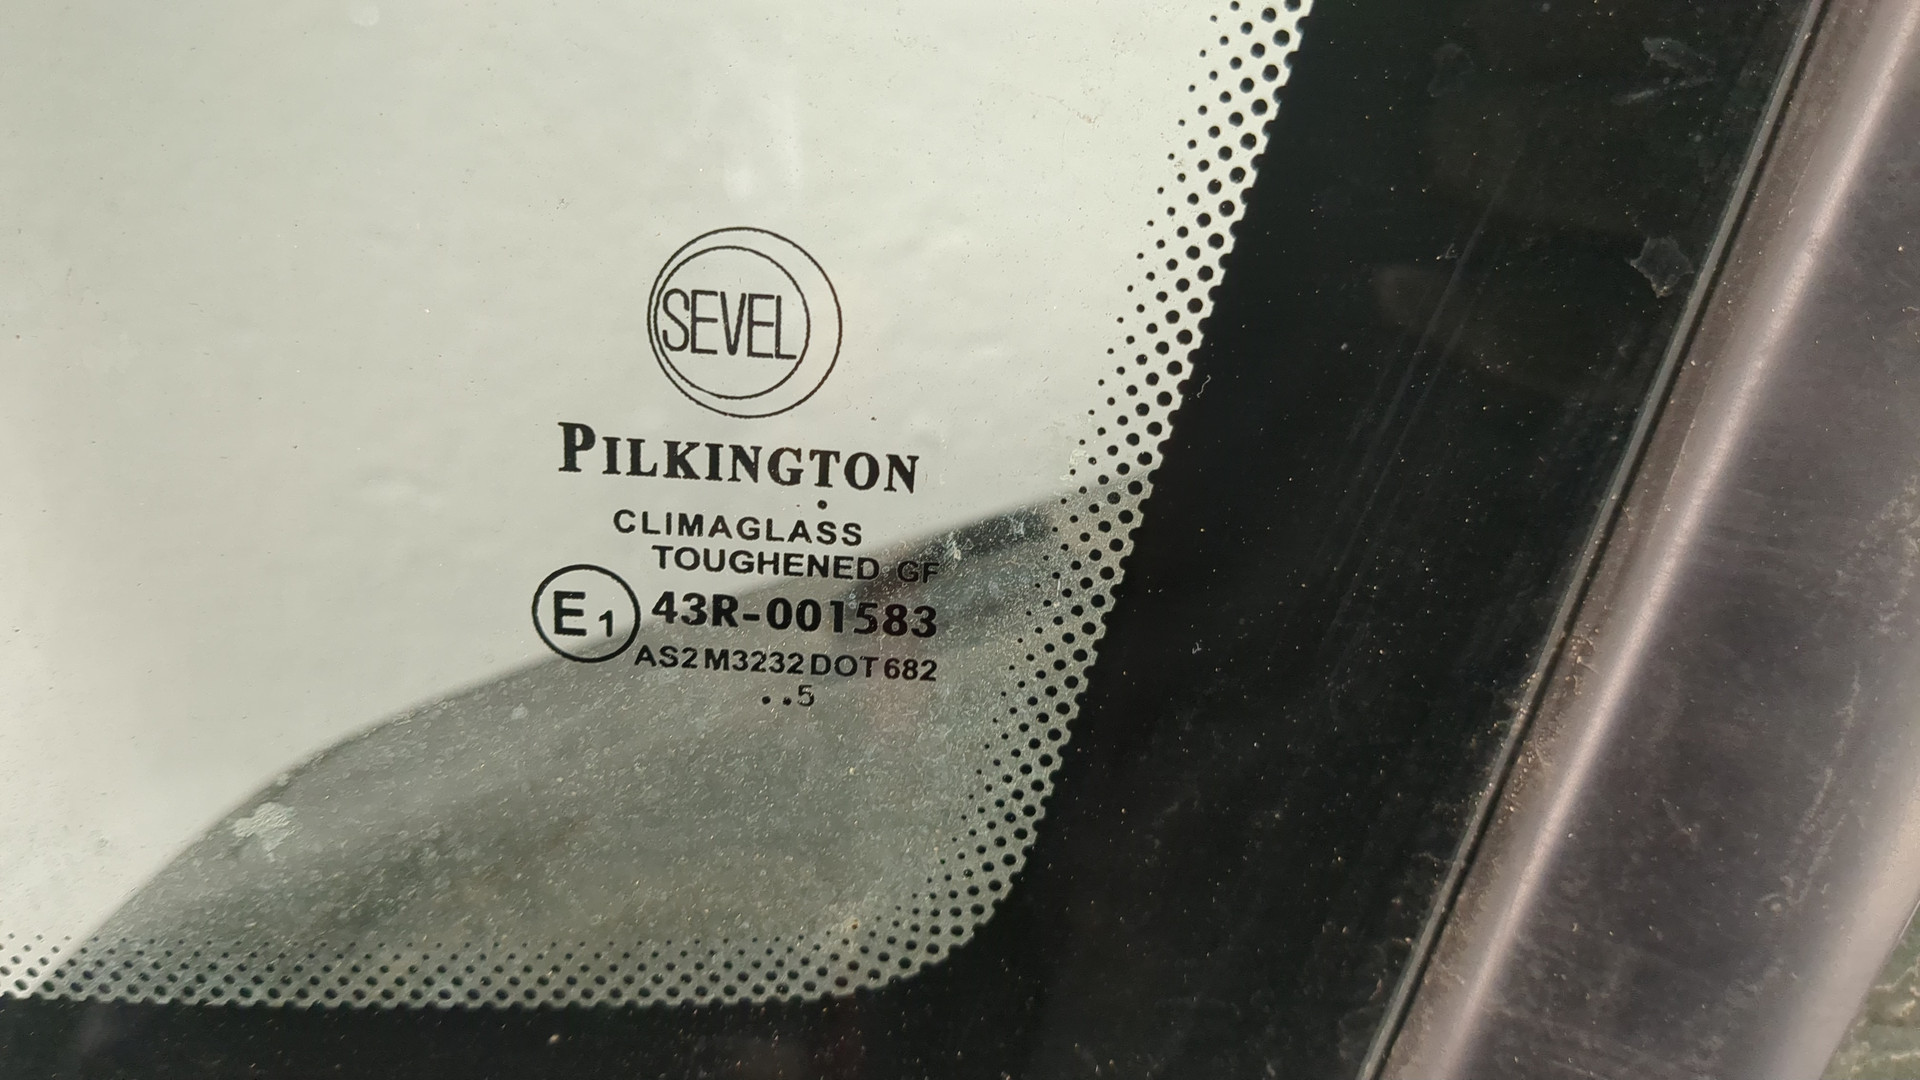 SEVEL
PILKINGTON
CLIMAGLASS
TOUGHENED GF
E1 43R-001583
AS2 M3232 DOT 682
..5